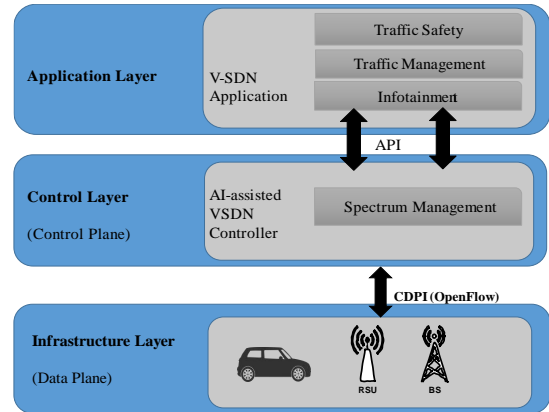 Traffic Safety
Application Layer
V-SDN
Application
Traffic Management
Infotainment
API
Control Layer
(Control Plane)
AI-assisted
VSDN
Controller
Spectrum Management
CDPI (OpenFlow)
Infrastructure Layer
(Data Plane)
RSU
BS